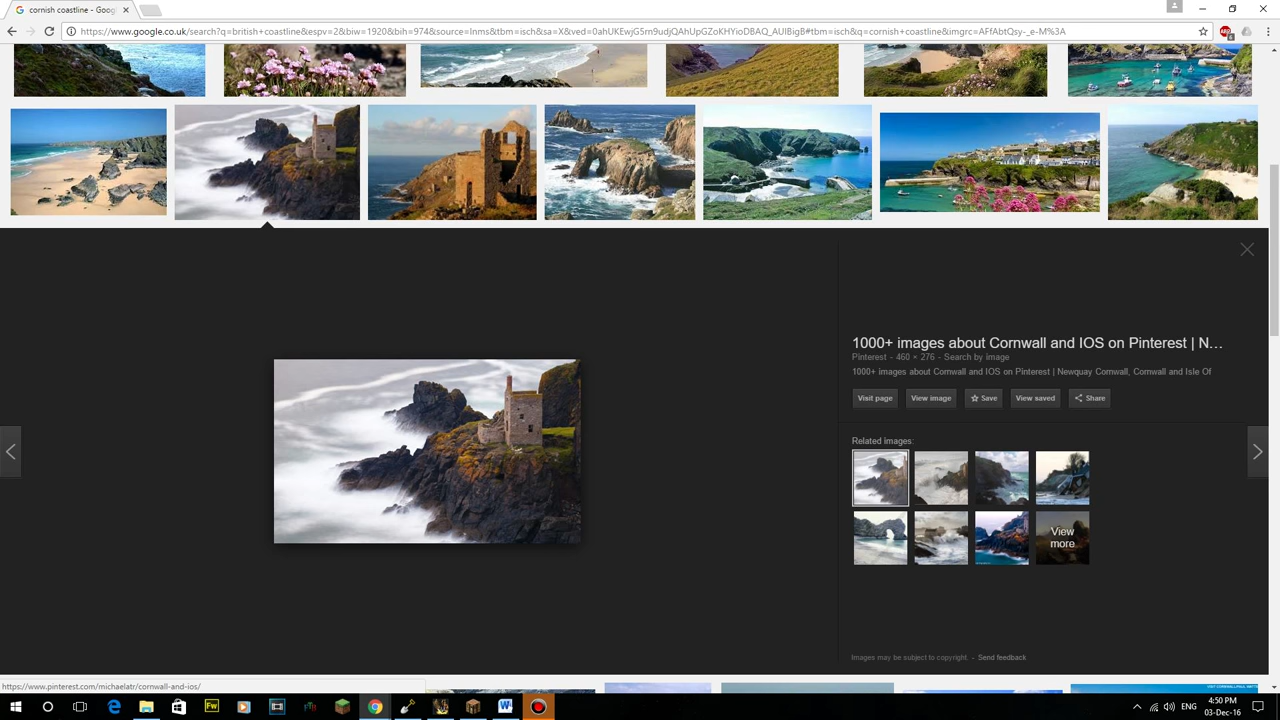 cornish coastline - Goog
https://www.google.co.uk/search?q=british+coastline&espv=2&biw=1920&bih=974&source=lnms&tbm=isch&sa=X&ved=0ahUKEwjG5rn9udjQAhUpGZoKHYioDBAQ_AUIBigB#tbm=isch&q=cornish+coastline&imgrc=AFfAbtQsy-_e-M%3A
1000+ images about Cornwall and IOS on Pinterest | N...
Pinterest - 460 × 276 - Search by image
1000+ images about Cornwall and IOS on Pinterest | Newquay Cornwall, Cornwall and Isle Of
Visit page View image Save View saved Share
Related images:
View more
Images may be subject to copyright. - Send feedback
https://www.pinterest.com/michaelatr/cornwall-and-ios/
Fw
ENG
4:50 PM
03-Dec-16